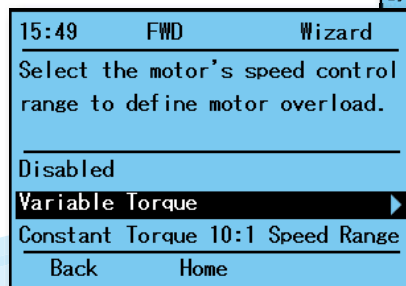 15:49 FWD Wizard
Select the motor's speed control
range to define motor overload.
Disabled
Variable Torque
Constant Torque 10:1 Speed Range
Back Home